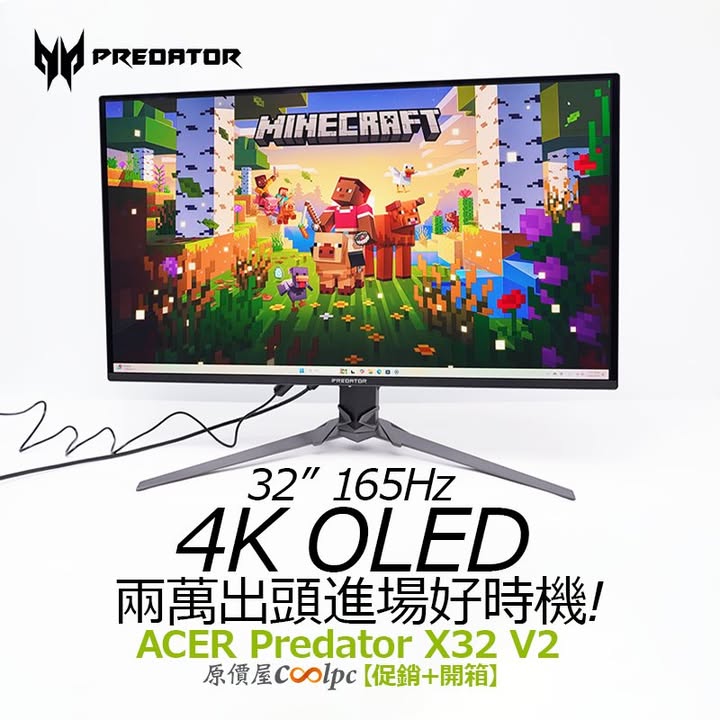 PREDATOR
MINECRAFT
PREDATOR
32" 165Hz
4K OLED
兩萬出頭進場好時機!
ACER Predator X32 V2
原價屋coolpc【促銷+開箱】